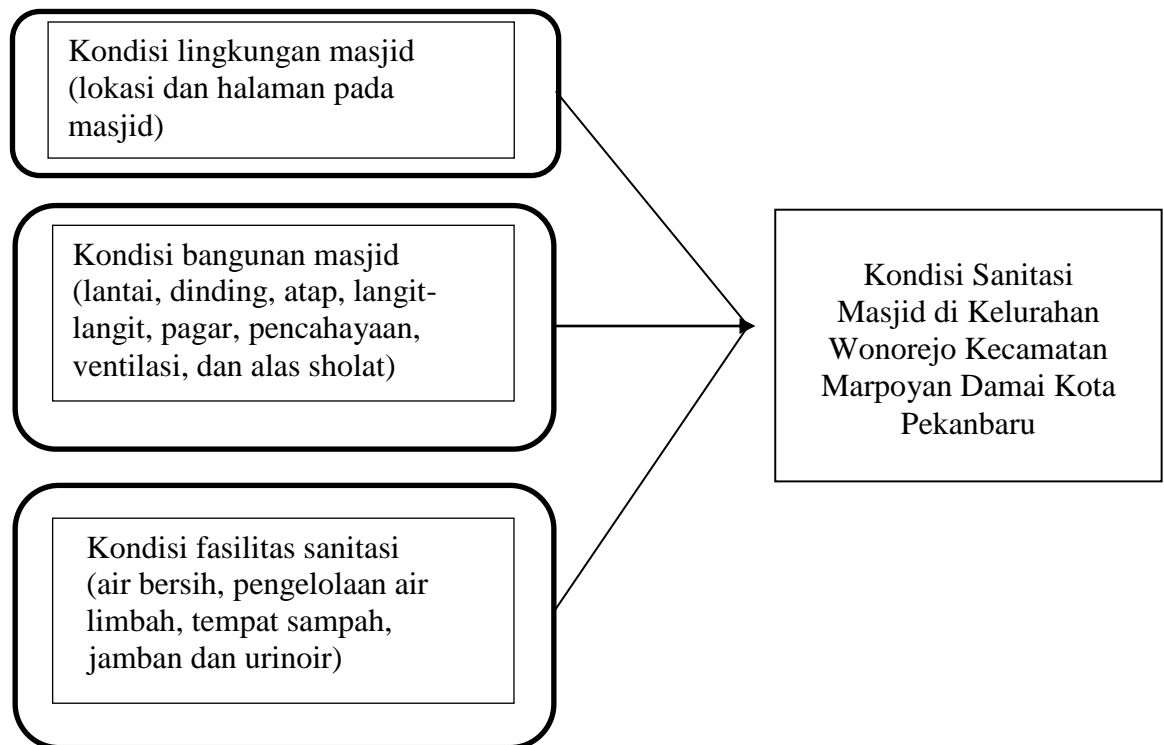 Kondisi lingkungan masjid
(lokasi dan halaman pada
masjid)
Kondisi bangunan masjid
(lantai, dinding, atap, langit-
langit, pagar, pencahayaan,
ventilasi, dan alas sholat)
Kondisi fasilitas sanitasi
(air bersih, pengelolaan air
limbah, tempat sampah,
jamban dan urinoir)
Kondisi Sanitasi
Masjid di Kelurahan
Wonorejo Kecamatan
Marpoyan Damai Kota
Pekanbaru